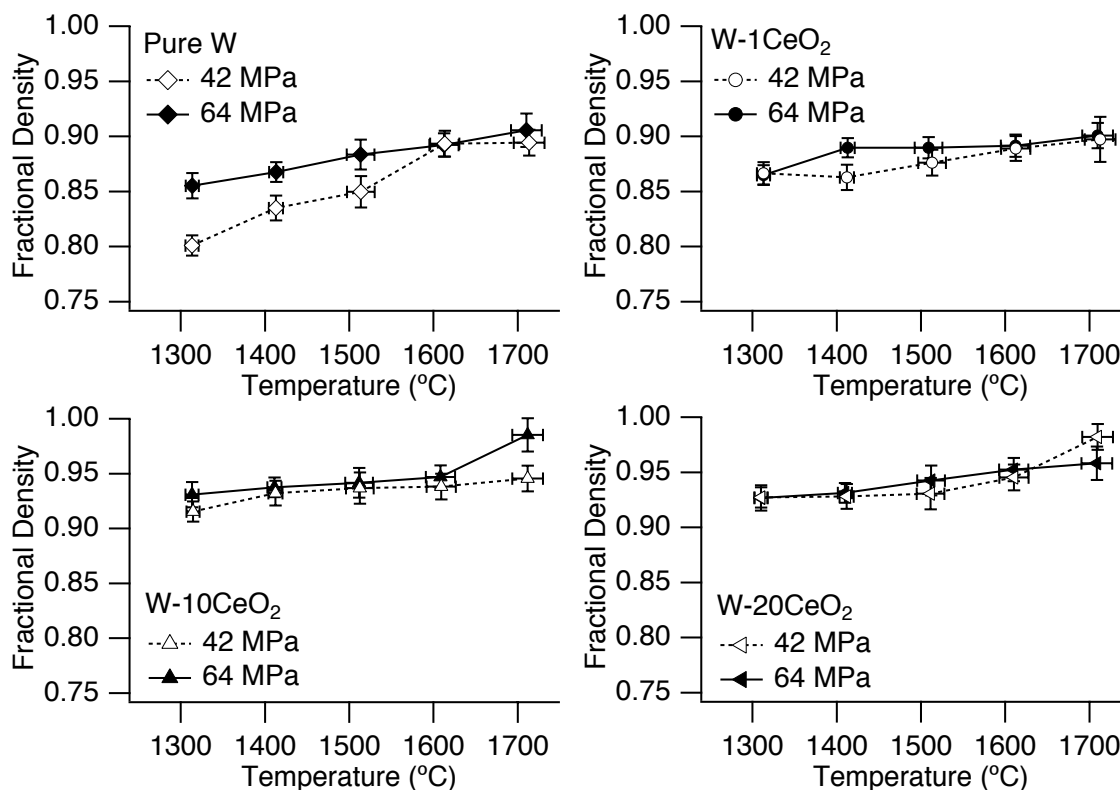 1.00
0.95
0.90
0.85
0.80
0.75
Fractional Density
Pure W
42 MPa
64 MPa
1300 1400 1500 1600 1700
Temperature (ºC)
1.00
0.95
0.90
0.85
0.80
0.75
Fractional Density
W-1CeO₂
42 MPa
64 MPa
1300 1400 1500 1600 1700
Temperature (ºC)
1.00
0.95
0.90
0.85
0.80
0.75
Fractional Density
W-10CeO₂
42 MPa
64 MPa
1300 1400 1500 1600 1700
Temperature (ºC)
1.00
0.95
0.90
0.85
0.80
0.75
Fractional Density
W-20CeO₂
42 MPa
64 MPa
1300 1400 1500 1600 1700
Temperature (ºC)